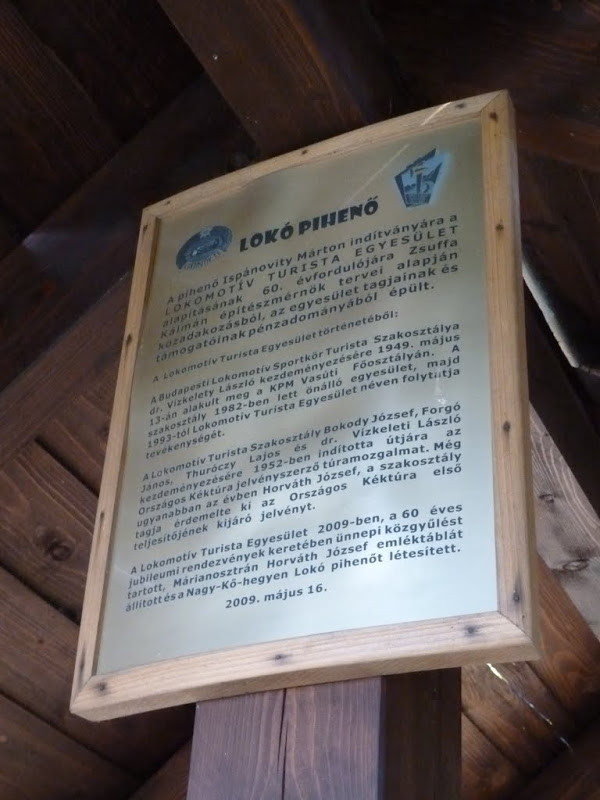 LOKÓ PIHENŐ
A pihenő Ispánovity Márton indítványára a
LOKOMOTÍV TURISTA EGYESÜLET
alapításának 60. évfordulójára Zsuffa
Kálmán építészmérnök tervei alapján
közadakozásból, az egyesület tagjainak és
támogatóinak pénzadományából épült.
A Lokomotív Turista Egyesület történetéből:
A Budapesti Lokomotív Sportkör Turista Szakosztálya
dr. Vízkelety László kezdeményezésére 1949. május
13-án alakult meg a KPM Vasúti Főosztályán. A
szakosztály 1982-ben lett önálló egyesület, majd
1993-tól Lokomotív Turista Egyesület néven folytatja
tevékenységét.
A Lokomotív Turista Szakosztály Bokody József, Forgó
János, Thuróczy Lajos és dr. Vízkeleti László
kezdeményezésére 1952-ben indította útjára az
Országos Kéktúra jelvényszerző túramozgalmat. Még
ugyanabban az évben Horváth József, a szakosztály
tagja érdemelte ki az Országos Kéktúra első
teljesítőjének kijáró jelvényt.
A Lokomotív Turista Egyesület 2009-ben, a 60 éves
jubileumi rendezvények keretében ünnepi közgyűlést
tartott, Márianosztrán Horváth József emléktáblát
állított és a Nagy-Kő-hegyen Lokó pihenőt létesített.
2009. május 16.